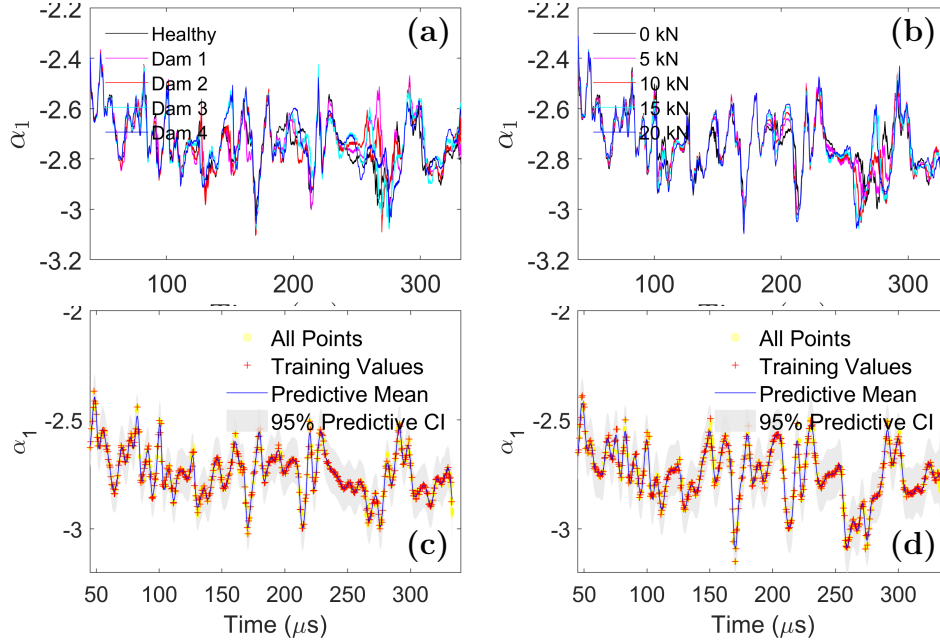 -2
(a)
Healthy
Dam 1
Dam 2
Dam 3
Dam 4
-2.2
-2.4
-2.6
-2.8
-3
-3.2
α1
100
200
300
-2
(b)
0 kN
5 kN
10 kN
15 kN
20 kN
-2.2
-2.4
-2.6
-2.8
-3
-3.2
α1
100
200
300
-2
All Points
Training Values
Predictive Mean
95% Predictive CI
-2.5
-3
α1
(c)
50
100
150
200
250
300
Time (μs)
-2
All Points
Training Values
Predictive Mean
95% Predictive CI
-2.5
-3
α1
(d)
50
100
150
200
250
300
Time (μs)